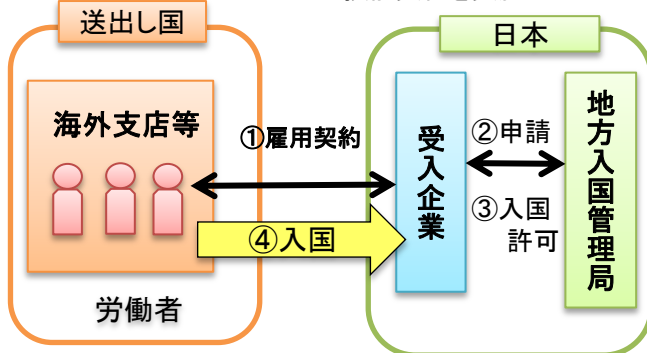 送出し国
日本
海外支店等
①雇用契約
受入企業
②申請
③入国
許可
地方入国管理局
④入国
労働者